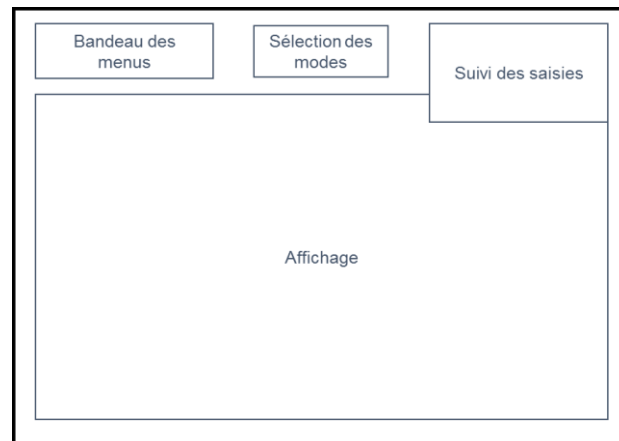 Bandeau des
menus
Sélection des
modes
Suivi des saisies
Affichage